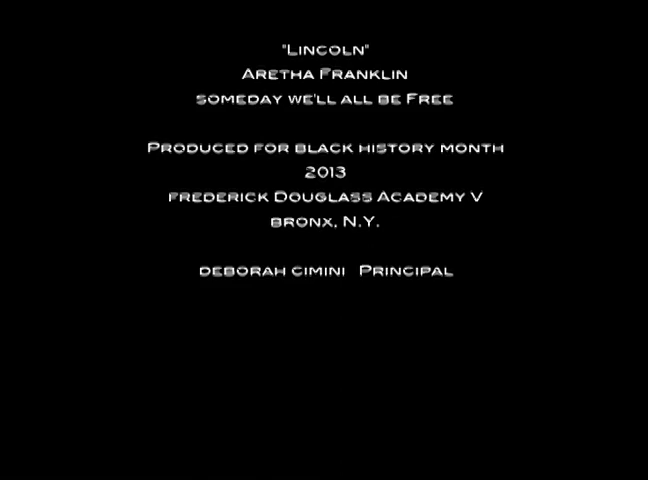 "Lincoln"
Aretha Franklin
someday we'll all be Free
Produced for black history month
2013
frederick Douglass Academy V
bronx, N.Y.
deborah cimini Principal